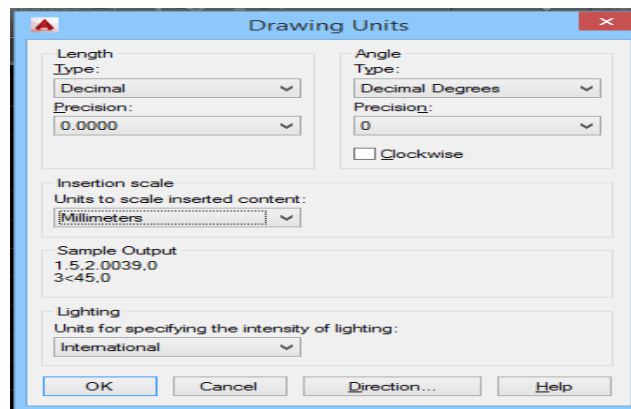 Drawing Units
Length
Type:
Decimal
Precision:
0.0000
Angle
Type:
Decimal Degrees
Precision:
0
Clockwise
Insertion scale
Units to scale inserted content:
Millimeters
Sample Output
1.5,2.0039,0
3<45,0
Lighting
Units for specifying the intensity of lighting:
International
OK
Cancel
Direction...
Help